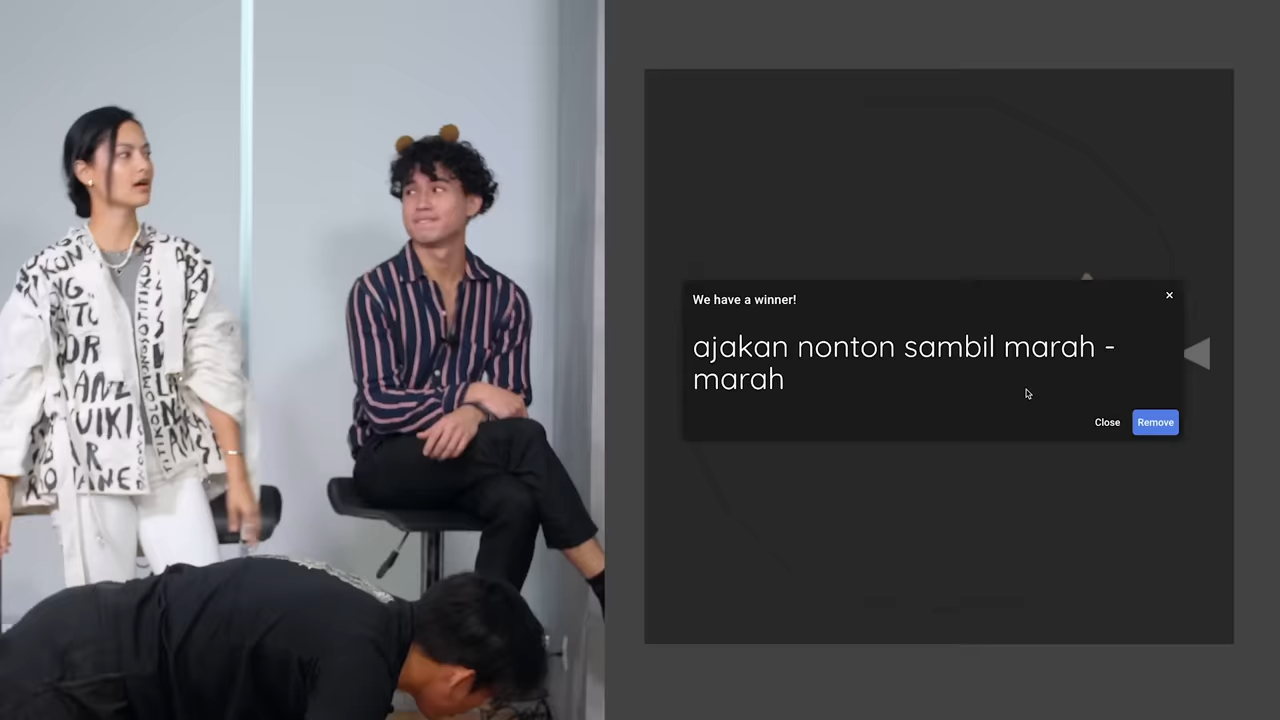 We have a winner!
ajakan nonton sambil marah -
marah
Close
Remove